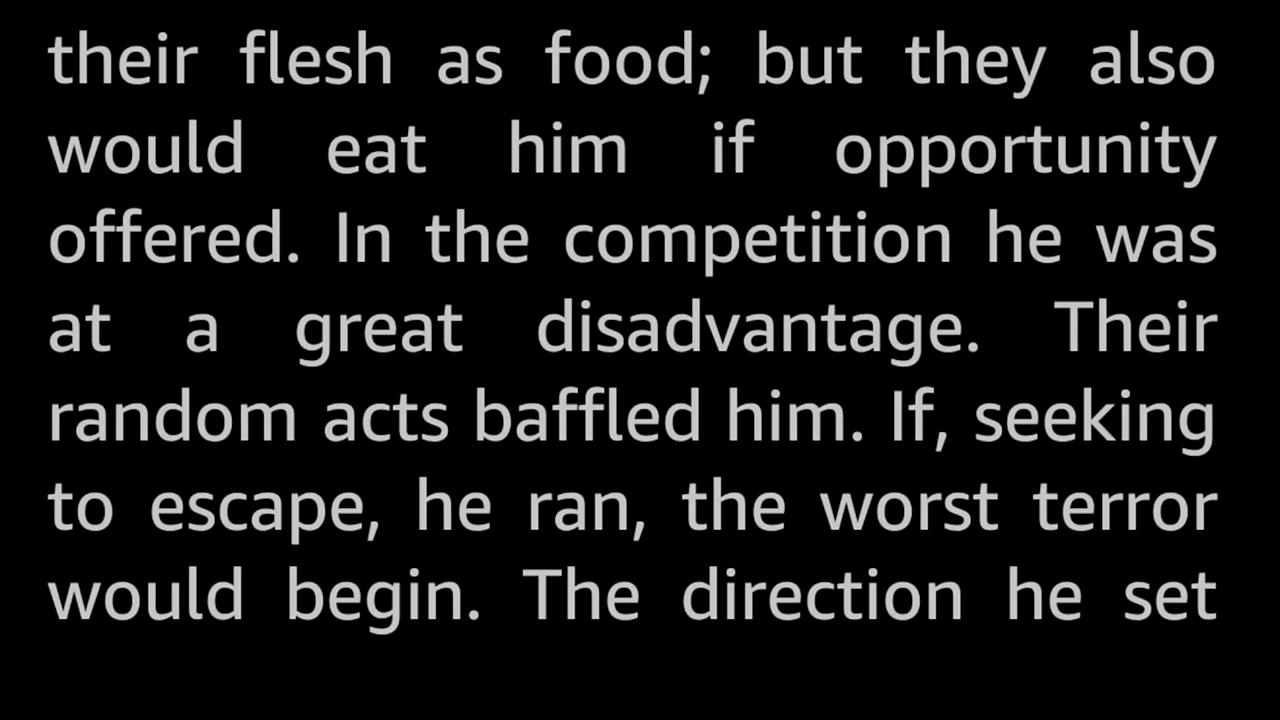 their flesh as food; but they also
would eat him if opportunity
offered. In the competition he was
at a great disadvantage. Their
random acts baffled him. If, seeking
to escape, he ran, the worst terror
would begin. The direction he set